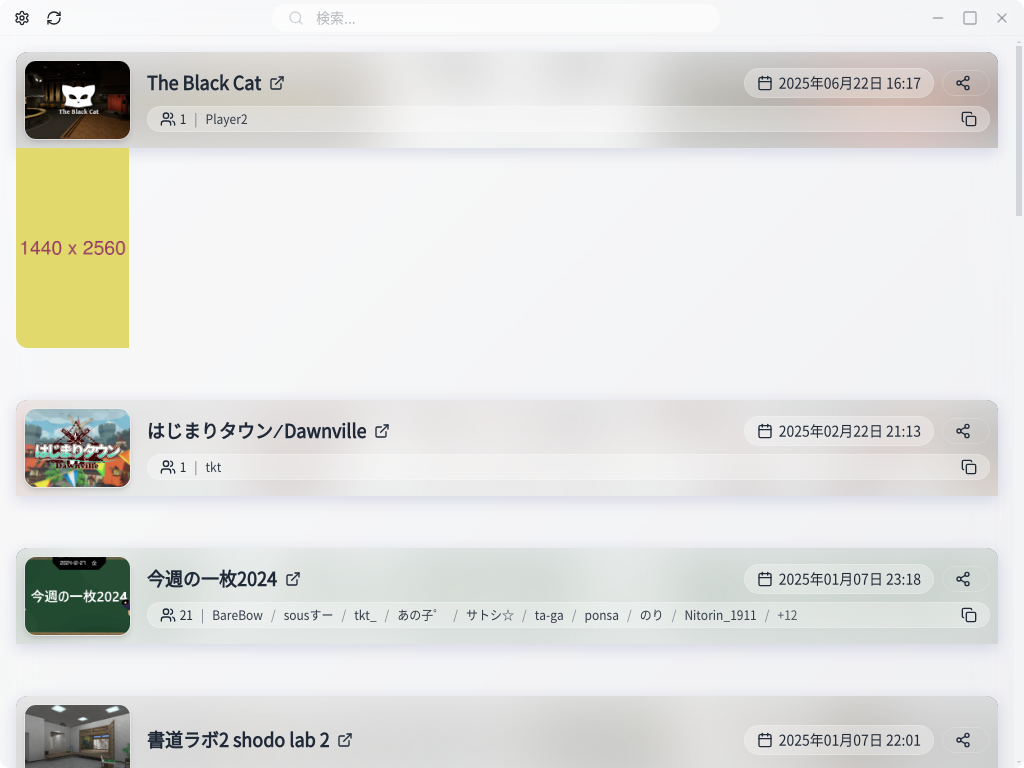 検索...
The Black Cat
The Black Cat
2025年06月22日 16:17
1 | Player2
1440 x 2560
はじまりタウン
DaWnville
はじまりタウン⁄Dawnville
2025年02月22日 21:13
1 | tkt
今週の一枚2024
今週の一枚2024
2025年01月07日 23:18
21 | BareBow / sousすー / tkt_ / あの子゜ / サトシ☆ / ta-ga / ponsa / のり / Nitorin_1911 / +12
書道ラボ2 shodo lab 2
2025年01月07日 22:01